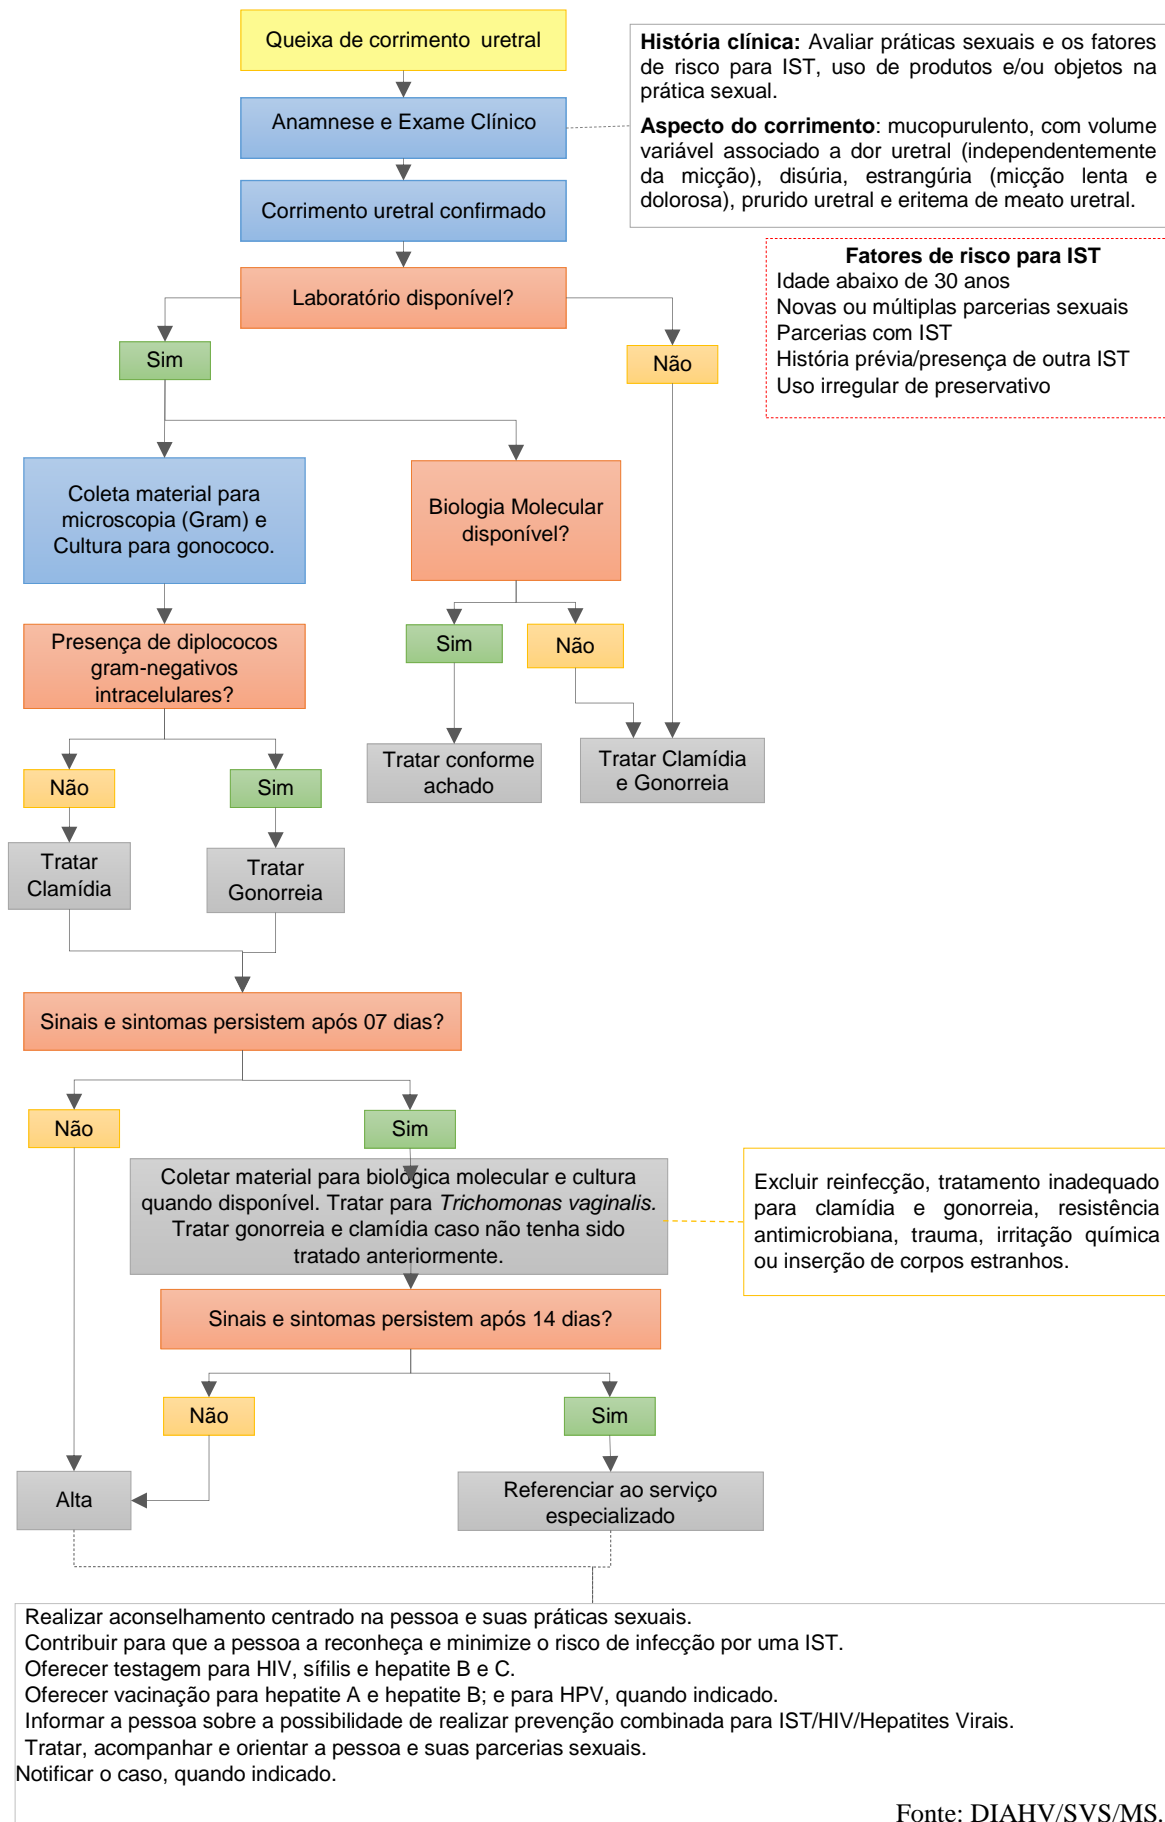 Queixa de corrimento uretral
História clínica: Avaliar práticas sexuais e os fatores
de risco para IST, uso de produtos e/ou objetos na
prática sexual.
Aspecto do corrimento: mucopurulento, com volume
variável associado a dor uretral (independentemente
da micção), disúria, estrangúria (micção lenta e
dolorosa), prurido uretral e eritema de meato uretral.
Anamnese e Exame Clínico
Corrimento uretral confirmado
Fatores de risco para IST
Idade abaixo de 30 anos
Novas ou múltiplas parcerias sexuais
Parcerias com IST
História prévia/presença de outra IST
Uso irregular de preservativo
Laboratório disponível?
Sim
Não
Coleta material para
microscopia (Gram) e
Cultura para gonococo.
Biologia Molecular
disponível?
Presença de diplococos
gram-negativos
intracelulares?
Sim
Não
Tratar conforme
achado
Tratar Clamídia
e Gonorreia
Não
Sim
Tratar
Clamídia
Tratar
Gonorreia
Sinais e sintomas persistem após 07 dias?
Não
Sim
Coletar material para biológica molecular e cultura
quando disponível. Tratar para Trichomonas vaginalis.
Tratar gonorreia e clamídia caso não tenha sido
tratado anteriormente.
Excluir reinfecção, tratamento inadequado
para clamídia e gonorreia, resistência
antimicrobiana, trauma, irritação química
ou inserção de corpos estranhos.
Sinais e sintomas persistem após 14 dias?
Não
Sim
Alta
Referenciar ao serviço
especializado
Realizar aconselhamento centrado na pessoa e suas práticas sexuais.
Contribuir para que a pessoa a reconheça e minimize o risco de infecção por uma IST.
Oferecer testagem para HIV, sífilis e hepatite B e C.
Oferecer vacinação para hepatite A e hepatite B; e para HPV, quando indicado.
Informar a pessoa sobre a possibilidade de realizar prevenção combinada para IST/HIV/Hepatites Virais.
Tratar, acompanhar e orientar a pessoa e suas parcerias sexuais.
Notificar o caso, quando indicado.
Fonte: DIAHV/SVS/MS.